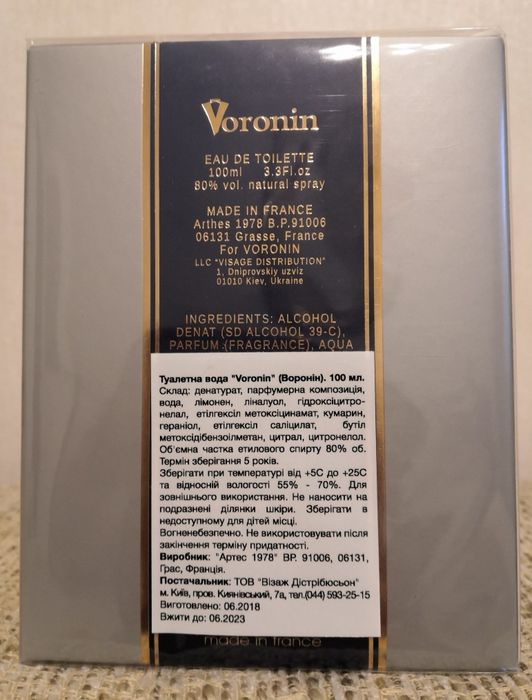 Voronin
EAU DE TOILETTE
100ml 3.3Fl.oz
80% vol. natural spray
MADE IN FRANCE
Arthes 1978 B.P.91006
06131 Grasse, France
For VORONIN
LLC "VISAGE DISTRIBUTION"
1, Dniprovskiy uzviz
01010 Kiev, Ukraine
INGREDIENTS: ALCOHOL
DENAT (SD ALCOHOL 39-C),
PARFUM (FRAGRANCE), AQUA
Туалетна вода "Voronin" (Воронін). 100 мл.
Склад: денатурат, парфумерна композиція,
вода, лімонен, ліналуол, гідроксіцитро-
нелал, етілгексіл метоксіцинамат, кумарин,
гераніол, етілгексіл саліцилат, бутіл
метоксідібензоілметан, цитрал, цитронелол.
Об'ємна частка етилового спирту 80% об.
Термін зберігання 5 років.
Зберігати при температурі від +5С до +25С
та відносній вологості 55% - 70%. Для
зовнішнього використання. Не наносити на
подразнені ділянки шкіри. Зберігати в
недоступному для дітей місці.
Вогненебезпечно. Не використовувати після
закінчення терміну придатності.
Виробник: "Артес 1978" ВР. 91006, 06131,
Грас, Франція.
Постачальник: ТОВ "Візаж Дістрібюсьон"
м. Київ, пров. Киянівський, 7а, тел.(044) 593-25-15
Виготовлено: 06.2018
Вжити до: 06.2023
made in france